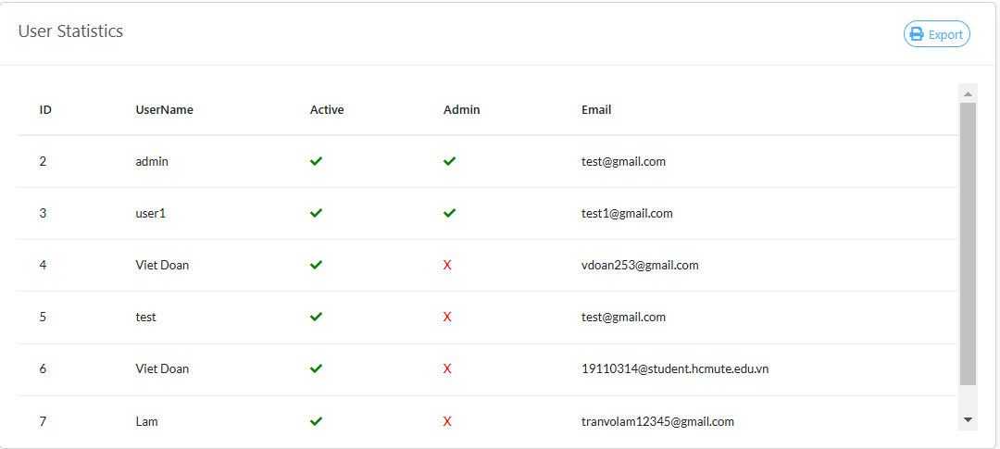 User Statistics
Export
ID UserName Active Admin Email
2 admin ✔ ✔ test@gmail.com
3 user1 ✔ ✔ test1@gmail.com
4 Viet Doan ✔ X vdoan253@gmail.com
5 test ✔ X test@gmail.com
6 Viet Doan ✔ X 19110314@student.hcmute.edu.vn
7 Lam ✔ X tranvolam12345@gmail.com